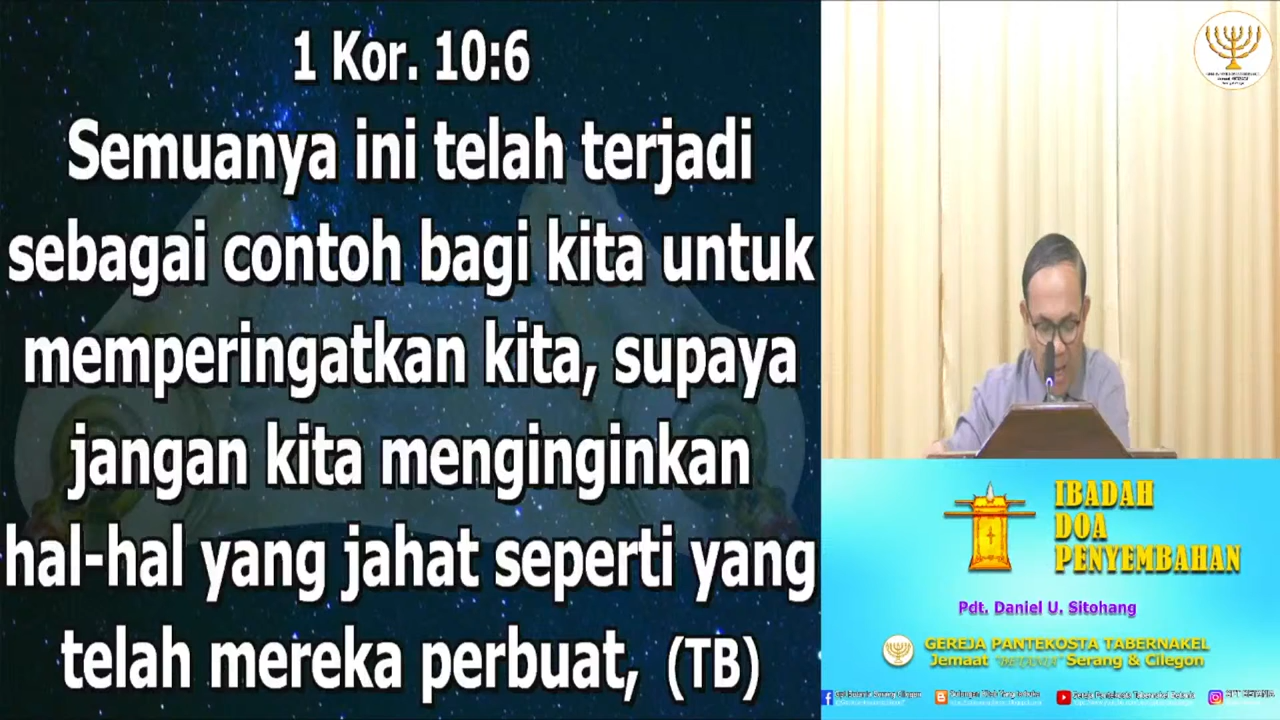 1 Kor. 10:6
Semuanya ini telah terjadi
sebagai contoh bagi kita untuk
memperingatkan kita, supaya
jangan kita menginginkan
hal-hal yang jahat seperti yang
telah mereka perbuat, (TB)
IBADAH
DOA
PENYEMBAHAN
Pdt. Daniel U. Sitohang
GEREJA PANTEKOSTA TABERNAKEL
Jemaat "BETANIA" Serang & Cilegon